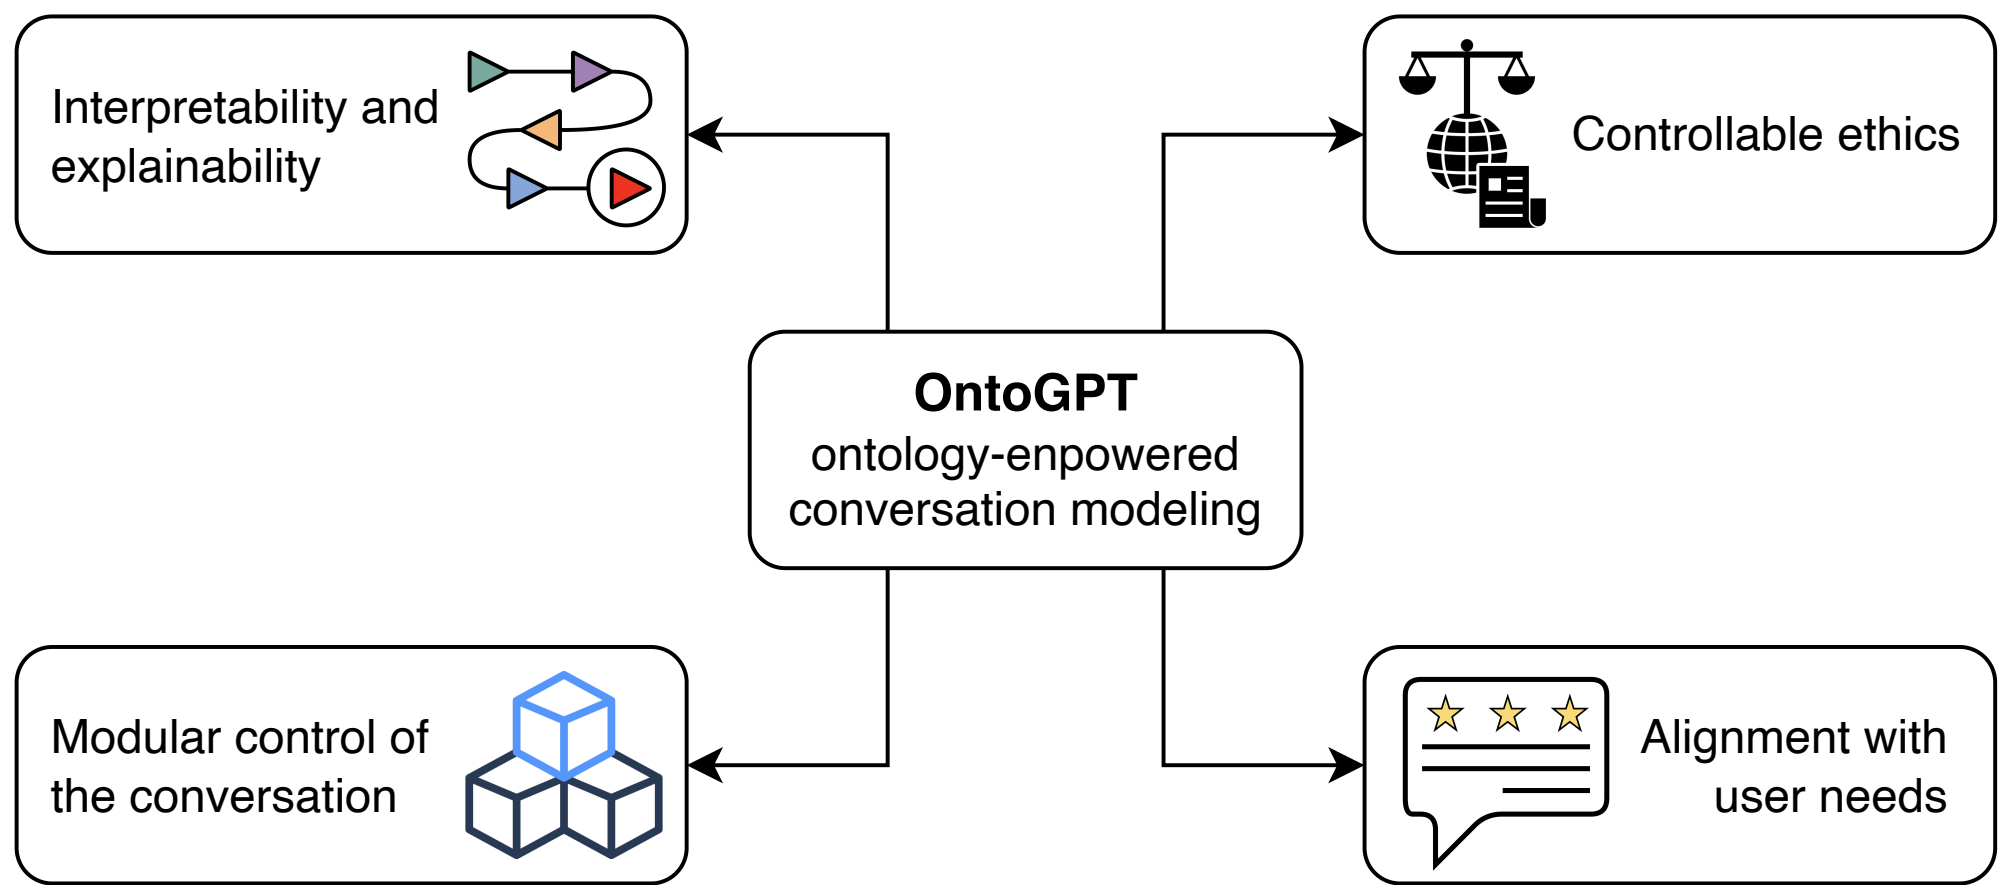 Interpretability and
explainability
Controllable ethics
OntoGPT
ontology-enpowered
conversation modeling
Modular control of
the conversation
Alignment with
user needs